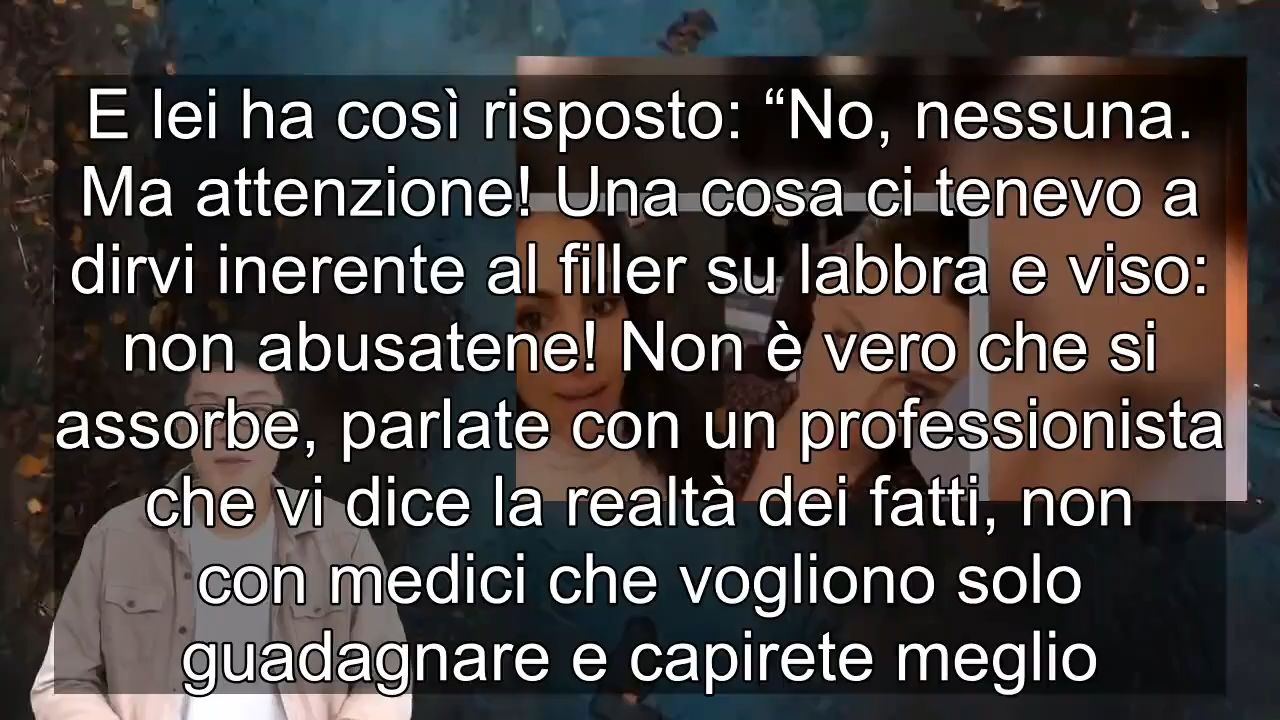 E lei ha così risposto: “No, nessuna.
Ma attenzione! Una cosa ci tenevo a
dirvi inerente al filler su labbra e viso:
non abusatene! Non è vero che si
assorbe, parlate con un professionista
che vi dice la realtà dei fatti, non
con medici che vogliono solo
guadagnare e capirete meglio